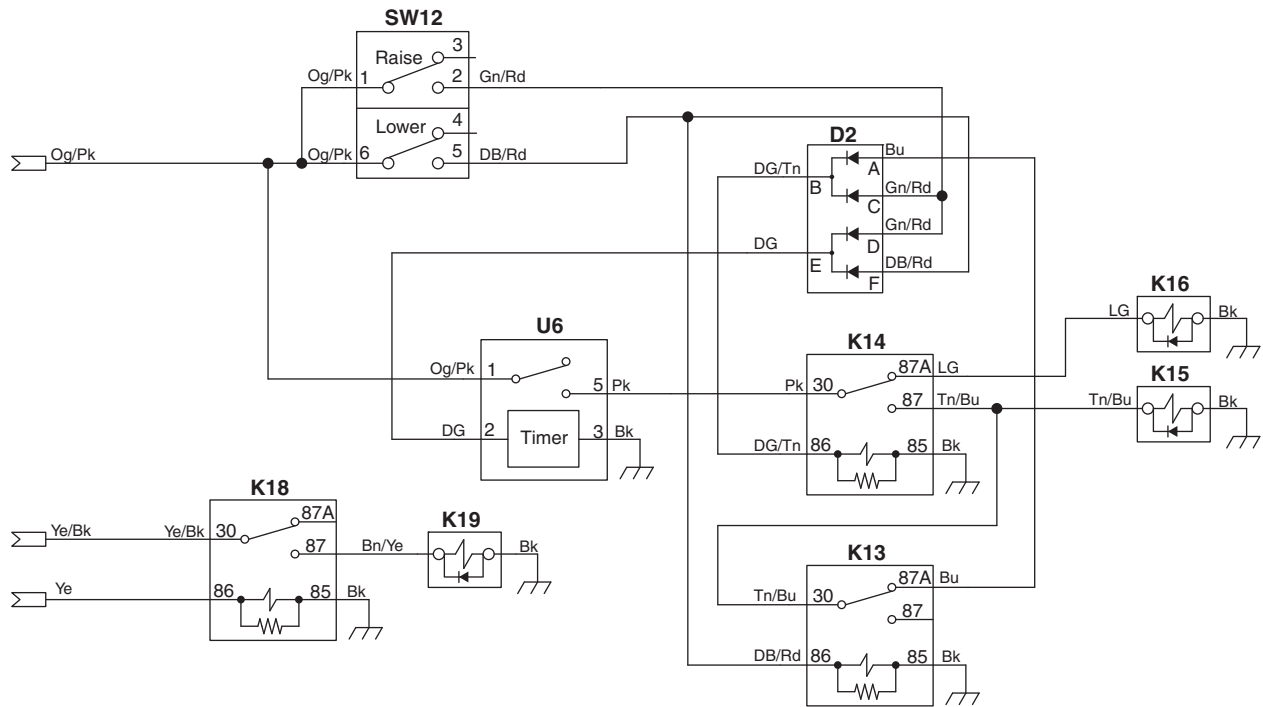 SW12
Raise
3
Og/Pk 1
2 Gn/Rd
Lower
4
Og/Pk
Og/Pk 6
5 DB/Rd
D2
Bu
DG/Tn
B
A
Gn/Rd
C
Gn/Rd
DG
D
E
DB/Rd
F
K16
LG
Bk
U6
K14
Og/Pk 1
87A LG
K15
5 Pk
Pk 30
87 Tn/Bu
Tn/Bu
Bk
DG 2
Timer
3 Bk
DG/Tn 86
85 Bk
K18
87A
K19
Ye/Bk
Ye/Bk 30
87 Bn/Ye
Bk
K13
Ye
86
85 Bk
87A Bu
Tn/Bu 30
87
DB/Rd 86
85 Bk